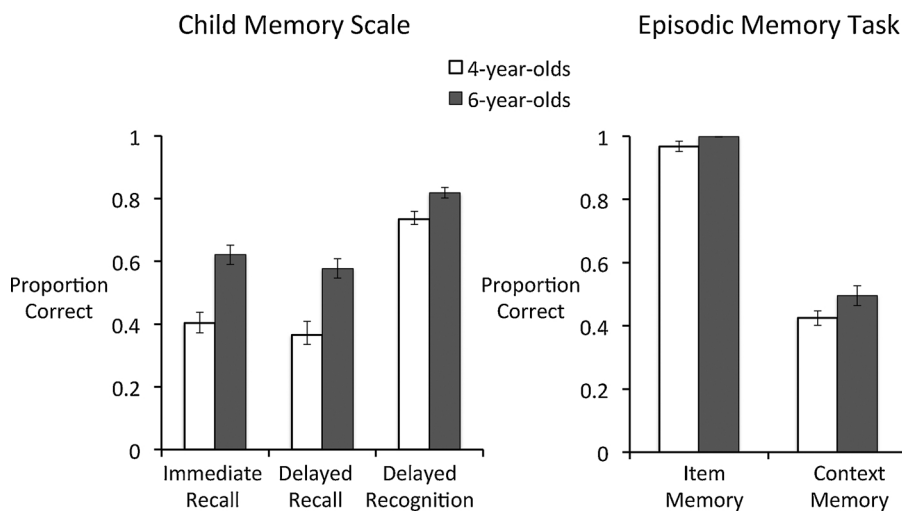 Child Memory Scale
Episodic Memory Task
4-year-olds
6-year-olds
1
0.8
0.6
0.4
0.2
0
Proportion
Correct
Immediate
Recall
Delayed
Recall
Delayed
Recognition
1
0.8
0.6
0.4
0.2
0
Proportion
Correct
Item
Memory
Context
Memory